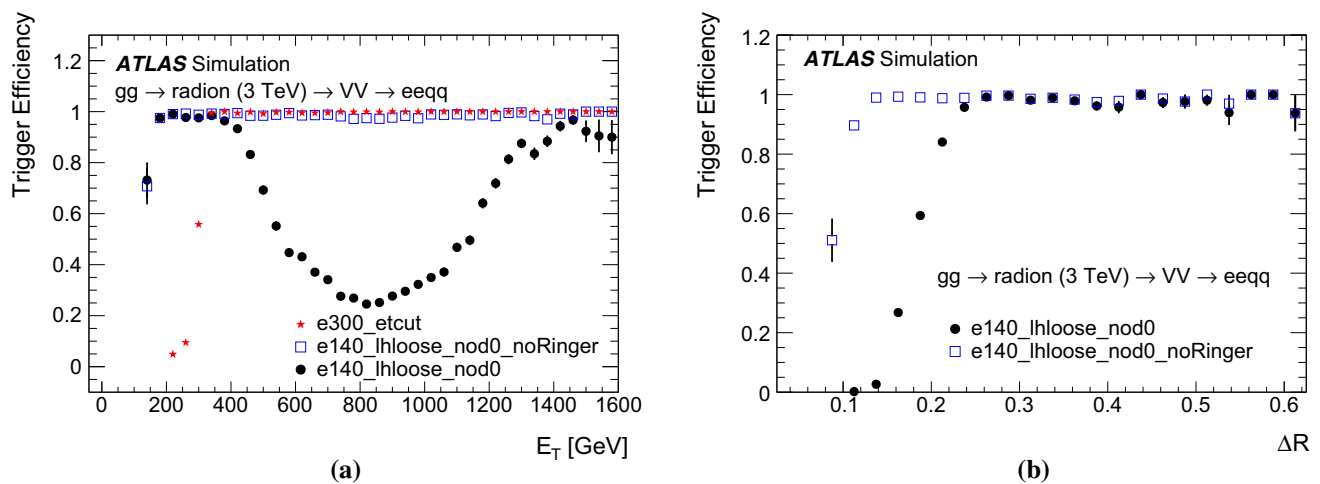 Trigger Efficiency
1.2
1
0.8
0.6
0.4
0.2
0
ATLAS Simulation
gg → radion (3 TeV) → VV → eeqq
e300_etcut
e140_lhloose_nod0_noRinger
e140_lhloose_nod0
0 200 400 600 800 1000 1200 1400 1600
E_T [GeV]
(a)
Trigger Efficiency
1.2
1
0.8
0.6
0.4
0.2
0
ATLAS Simulation
gg → radion (3 TeV) → VV → eeqq
e140_lhloose_nod0
e140_lhloose_nod0_noRinger
0.1 0.2 0.3 0.4 0.5 0.6
ΔR
(b)